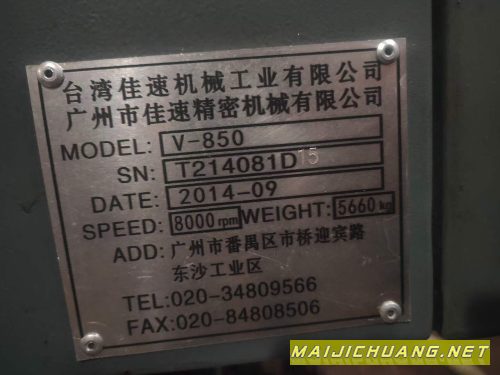 台湾佳速机械工业有限公司
广州市佳速精密机械有限公司
MODEL: V-850
SN: T214081D15
DATE: 2014-09
SPEED: 8000rpm WEIGHT: 5660kg
ADD: 广州市番禺区市桥迎宾路
东沙工业区
TEL:020-34809566
FAX:020-84808506
MAIJICHUANG.NET